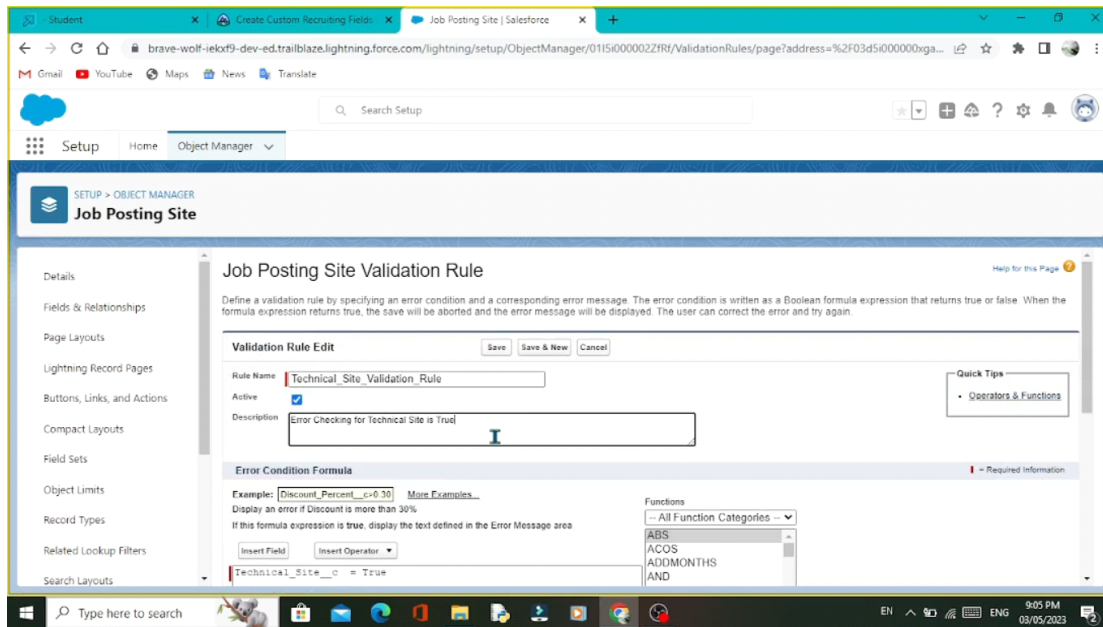 - Student
Create Custom Recruiting Fields
Job Posting Site | Salesforce
brave-wolf-iekxf9-dev-ed.trailblaze.lightning.force.com/lightning/setup/ObjectManager/01I5i000002ZfRf/ValidationRules/page?address=%2F03d5i000000xga...
Gmail YouTube Maps News Translate
Search Setup
Setup Home Object Manager
SETUP > OBJECT MANAGER
Job Posting Site
Details
Fields & Relationships
Page Layouts
Lightning Record Pages
Buttons, Links, and Actions
Compact Layouts
Field Sets
Object Limits
Record Types
Related Lookup Filters
Search Layouts
Job Posting Site Validation Rule
Help for this Page
Define a validation rule by specifying an error condition and a corresponding error message. The error condition is written as a Boolean formula expression that returns true or false. When the
formula expression returns true, the save will be aborted and the error message will be displayed. The user can correct the error and try again.
Validation Rule Edit Save Save & New Cancel
Rule Name Technical_Site_Validation_Rule
Active
Description Error Checking for Technical Site is True
Quick Tips
Operators & Functions
Error Condition Formula = Required Information
Example: Discount_Percent__c>0.30 More Examples...
Display an error if Discount is more than 30%
If this formula expression is true, display the text defined in the Error Message area
Insert Field Insert Operator
Technical_Site__c = True
Functions
-- All Function Categories --
ABS
ACOS
ADDMONTHS
AND
Type here to search
EN ENG
9:05 PM
03/05/2023
2